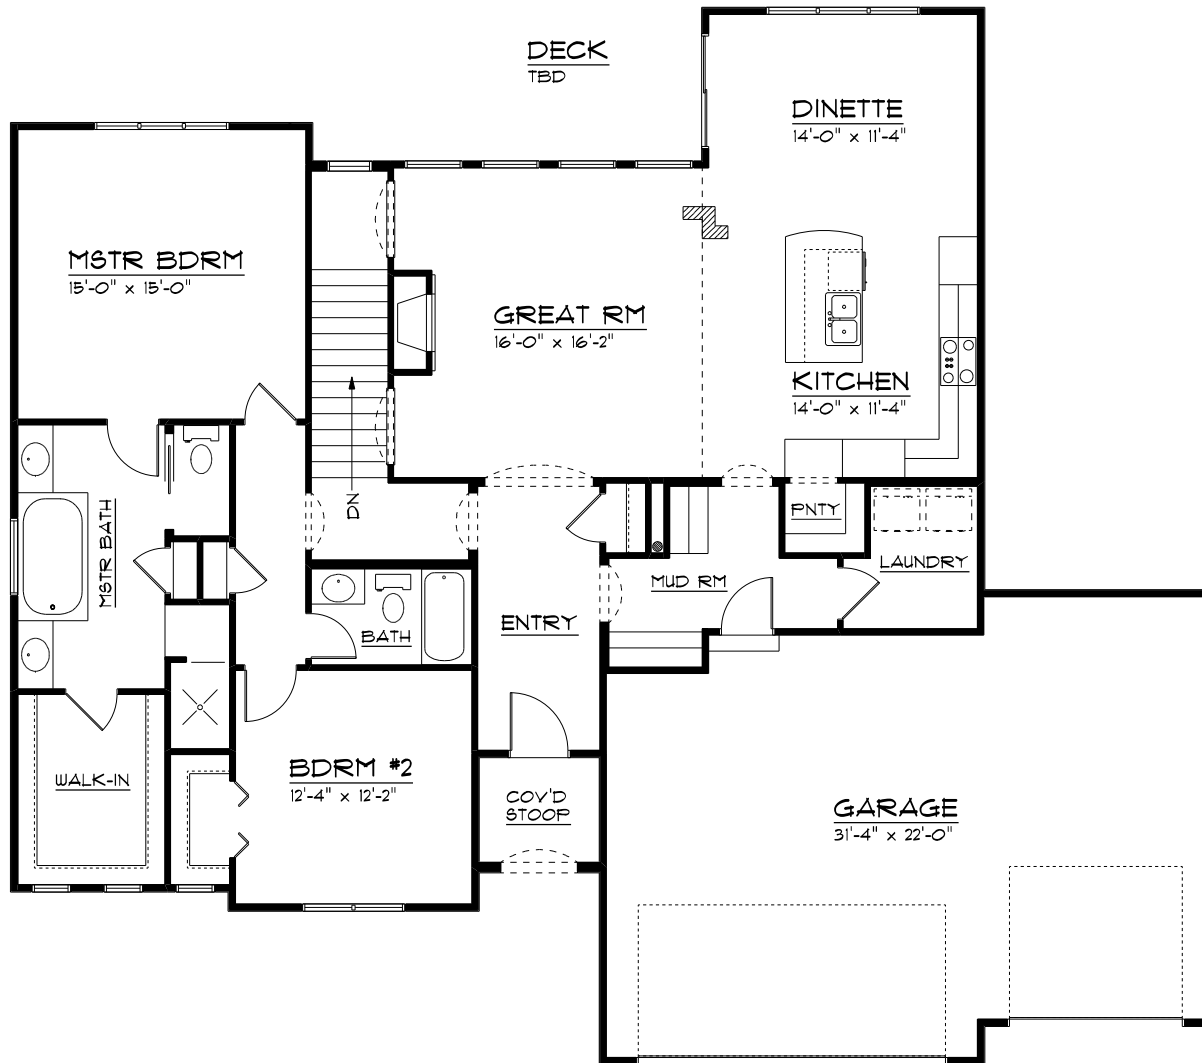 DECK
TBD
DINETTE
14'-0" x 11'-4"
MSTR BDRM
15'-0" x 15'-0"
GREAT RM
16'-0" x 16'-2"
KITCHEN
14'-0" x 11'-4"
DN
MSTR BATH
PNTY
LAUNDRY
MUD RM
BATH
ENTRY
WALK-IN
BDRM #2
12'-4" x 12'-2"
COV'D
STOOP
GARAGE
31'-4" x 22'-0"